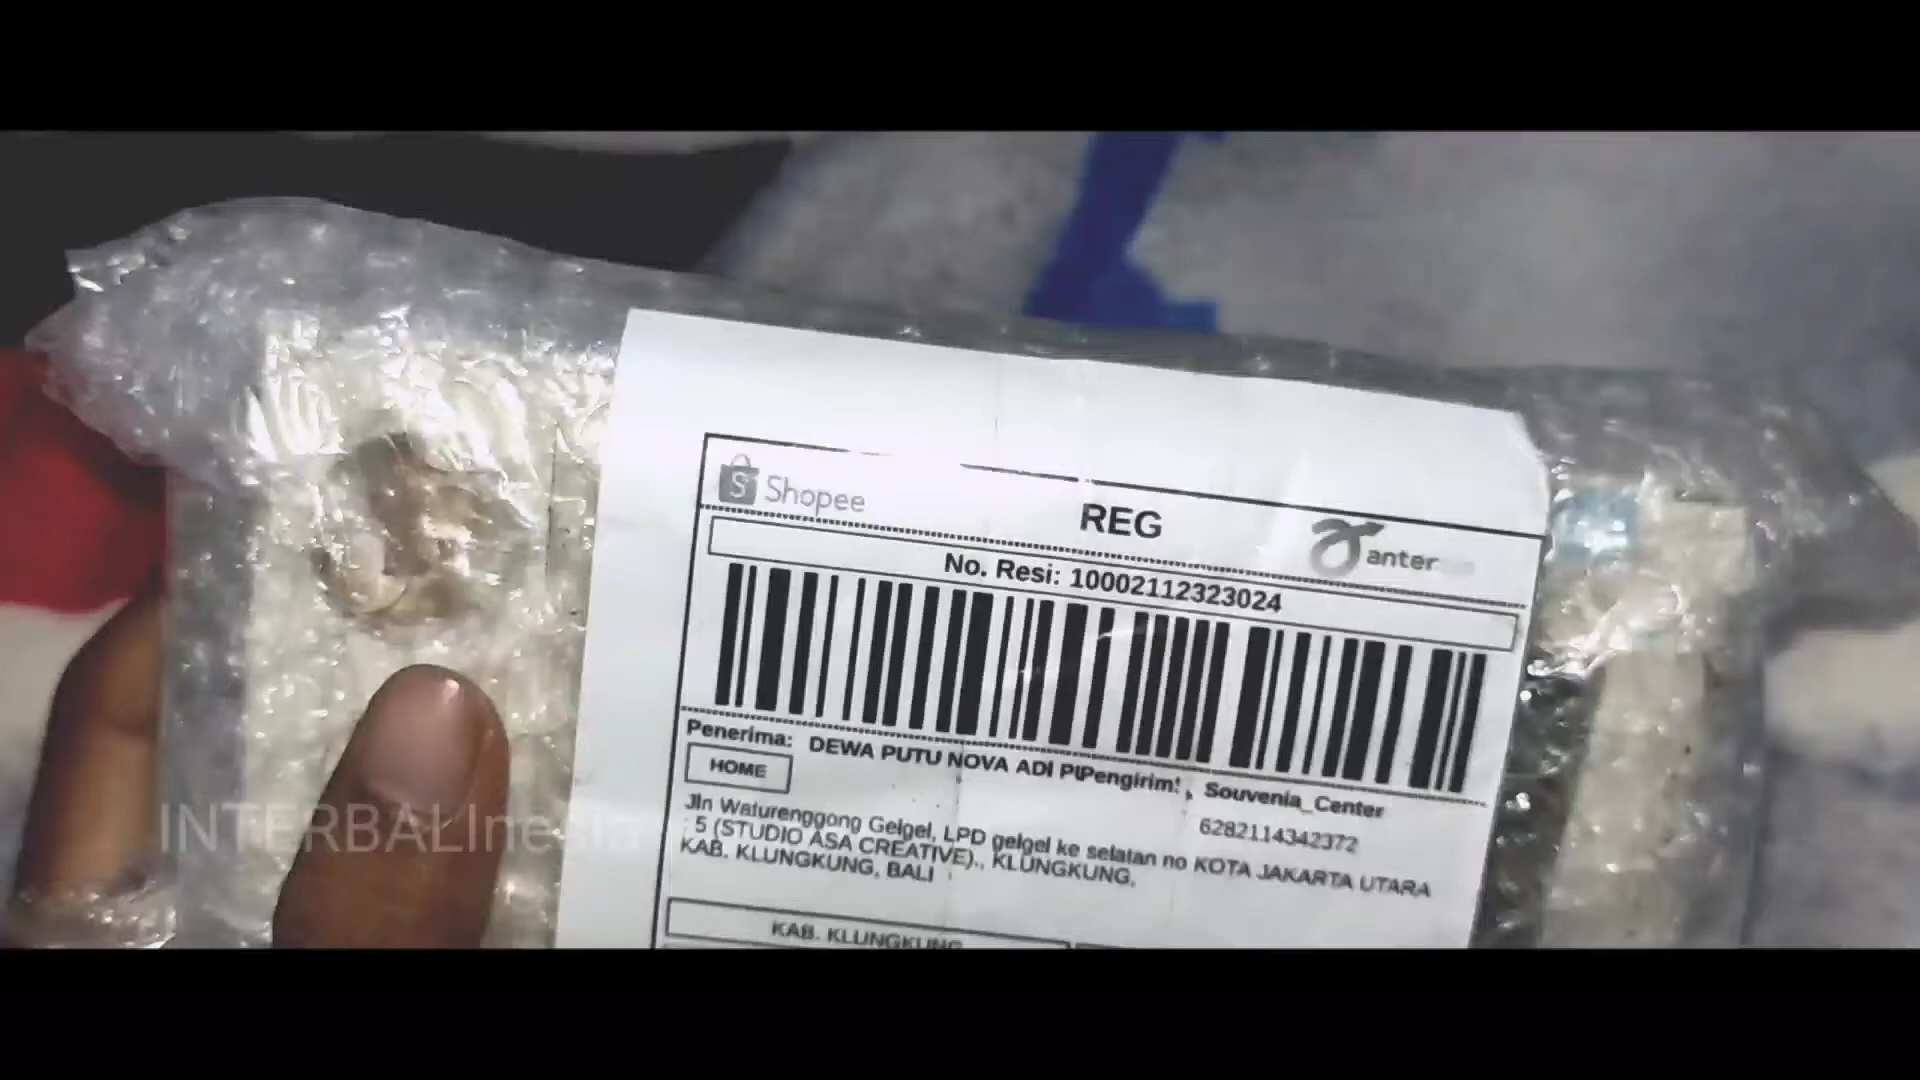 Shopee
REG
anter
No. Resi: 10002112323024
Penerima: DEWA PUTU NOVA ADI
Pengirim: Souvenia_Center
HOME
6282114342372
Jln Waturenggong Gelgel, LPD gelgel ke selatan no
KOTA JAKARTA UTARA
5 (STUDIO ASA CREATIVE)., KLUNGKUNG,
KAB. KLUNGKUNG, BALI
KAB. KLUNGKUNG
INTERBALInesia